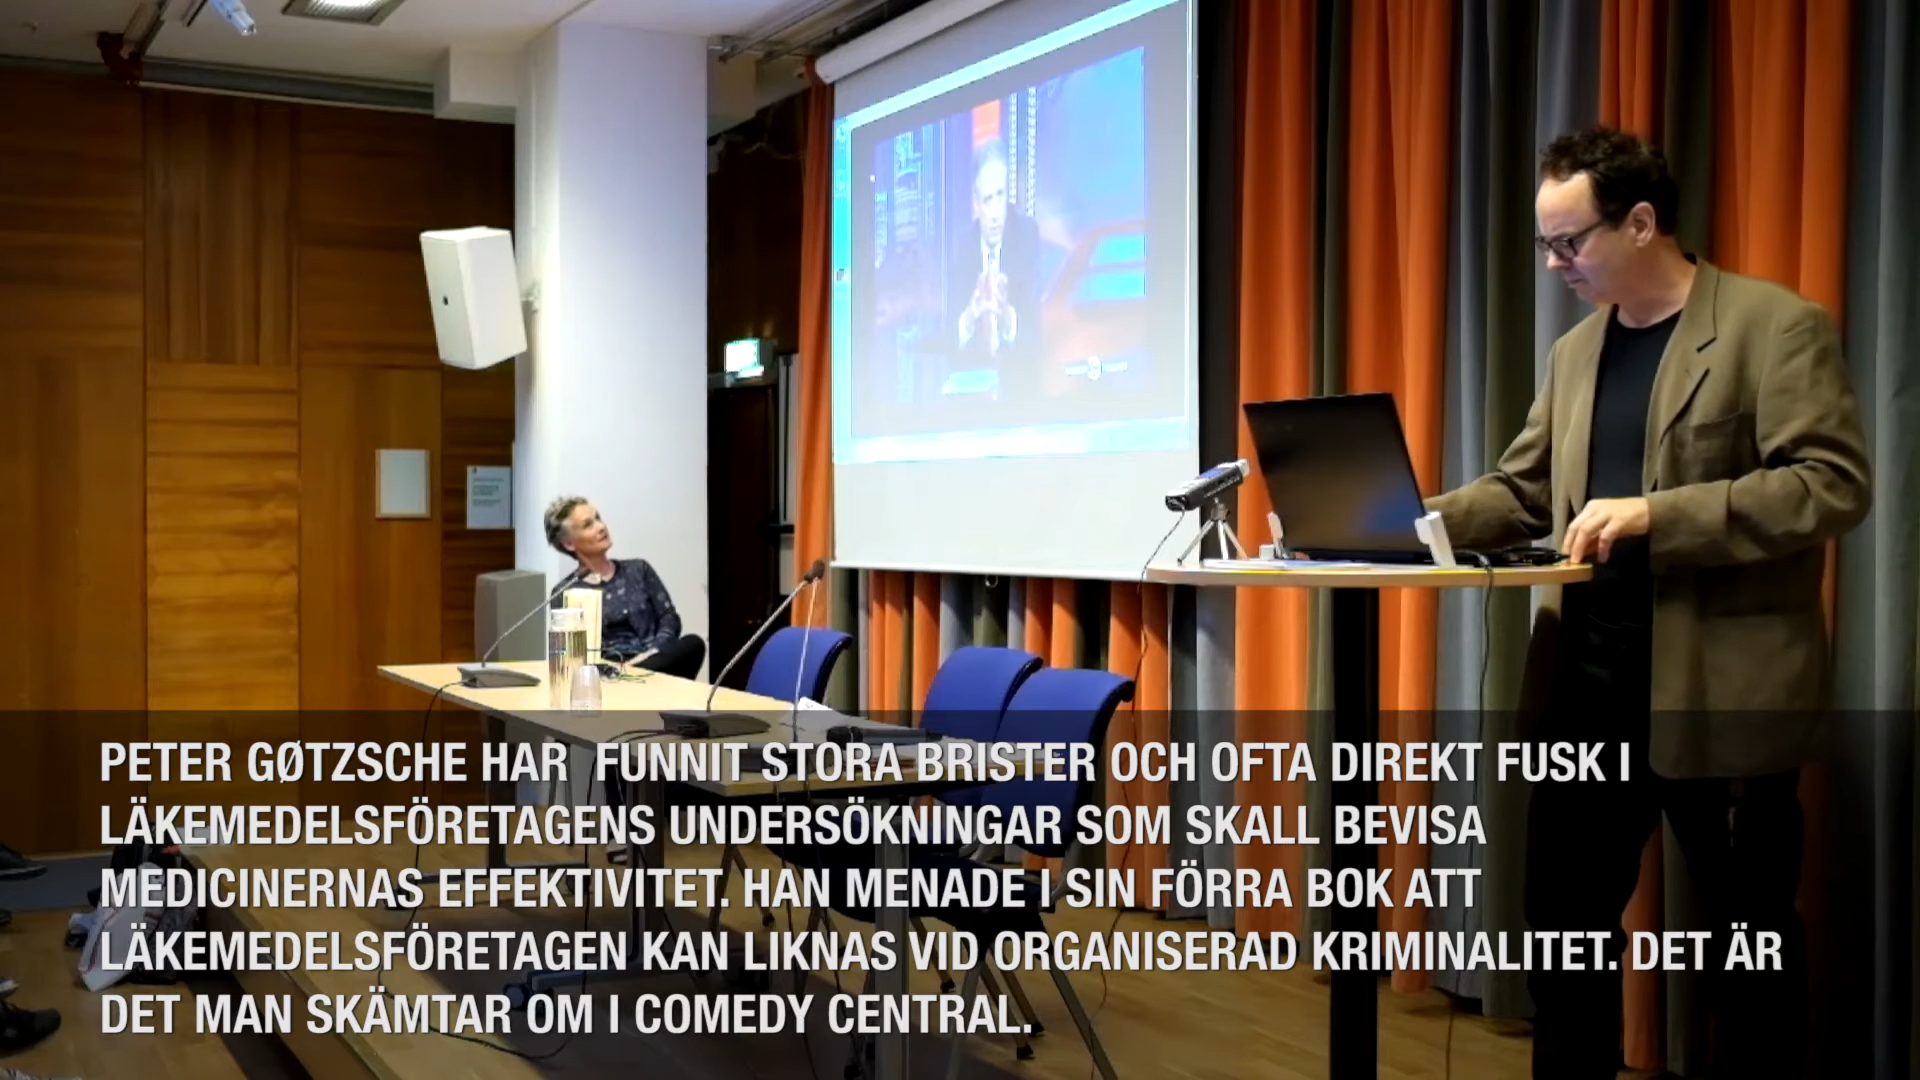 PETER GØTZSCHE HAR FUNNIT STORA BRISTER OCH OFTA DIREKT FUSK I
LÄKEMEDELSFÖRETAGENS UNDERSÖKNINGAR SOM SKALL BEVISA
MEDICINERNAS EFFEKTIVITET. HAN MENADE I SIN FÖRRA BOK ATT
LÄKEMEDELSFÖRETAGEN KAN LIKNAS VID ORGANISERAD KRIMINALITET. DET ÄR
DET MAN SKÄMTAR OM I COMEDY CENTRAL.